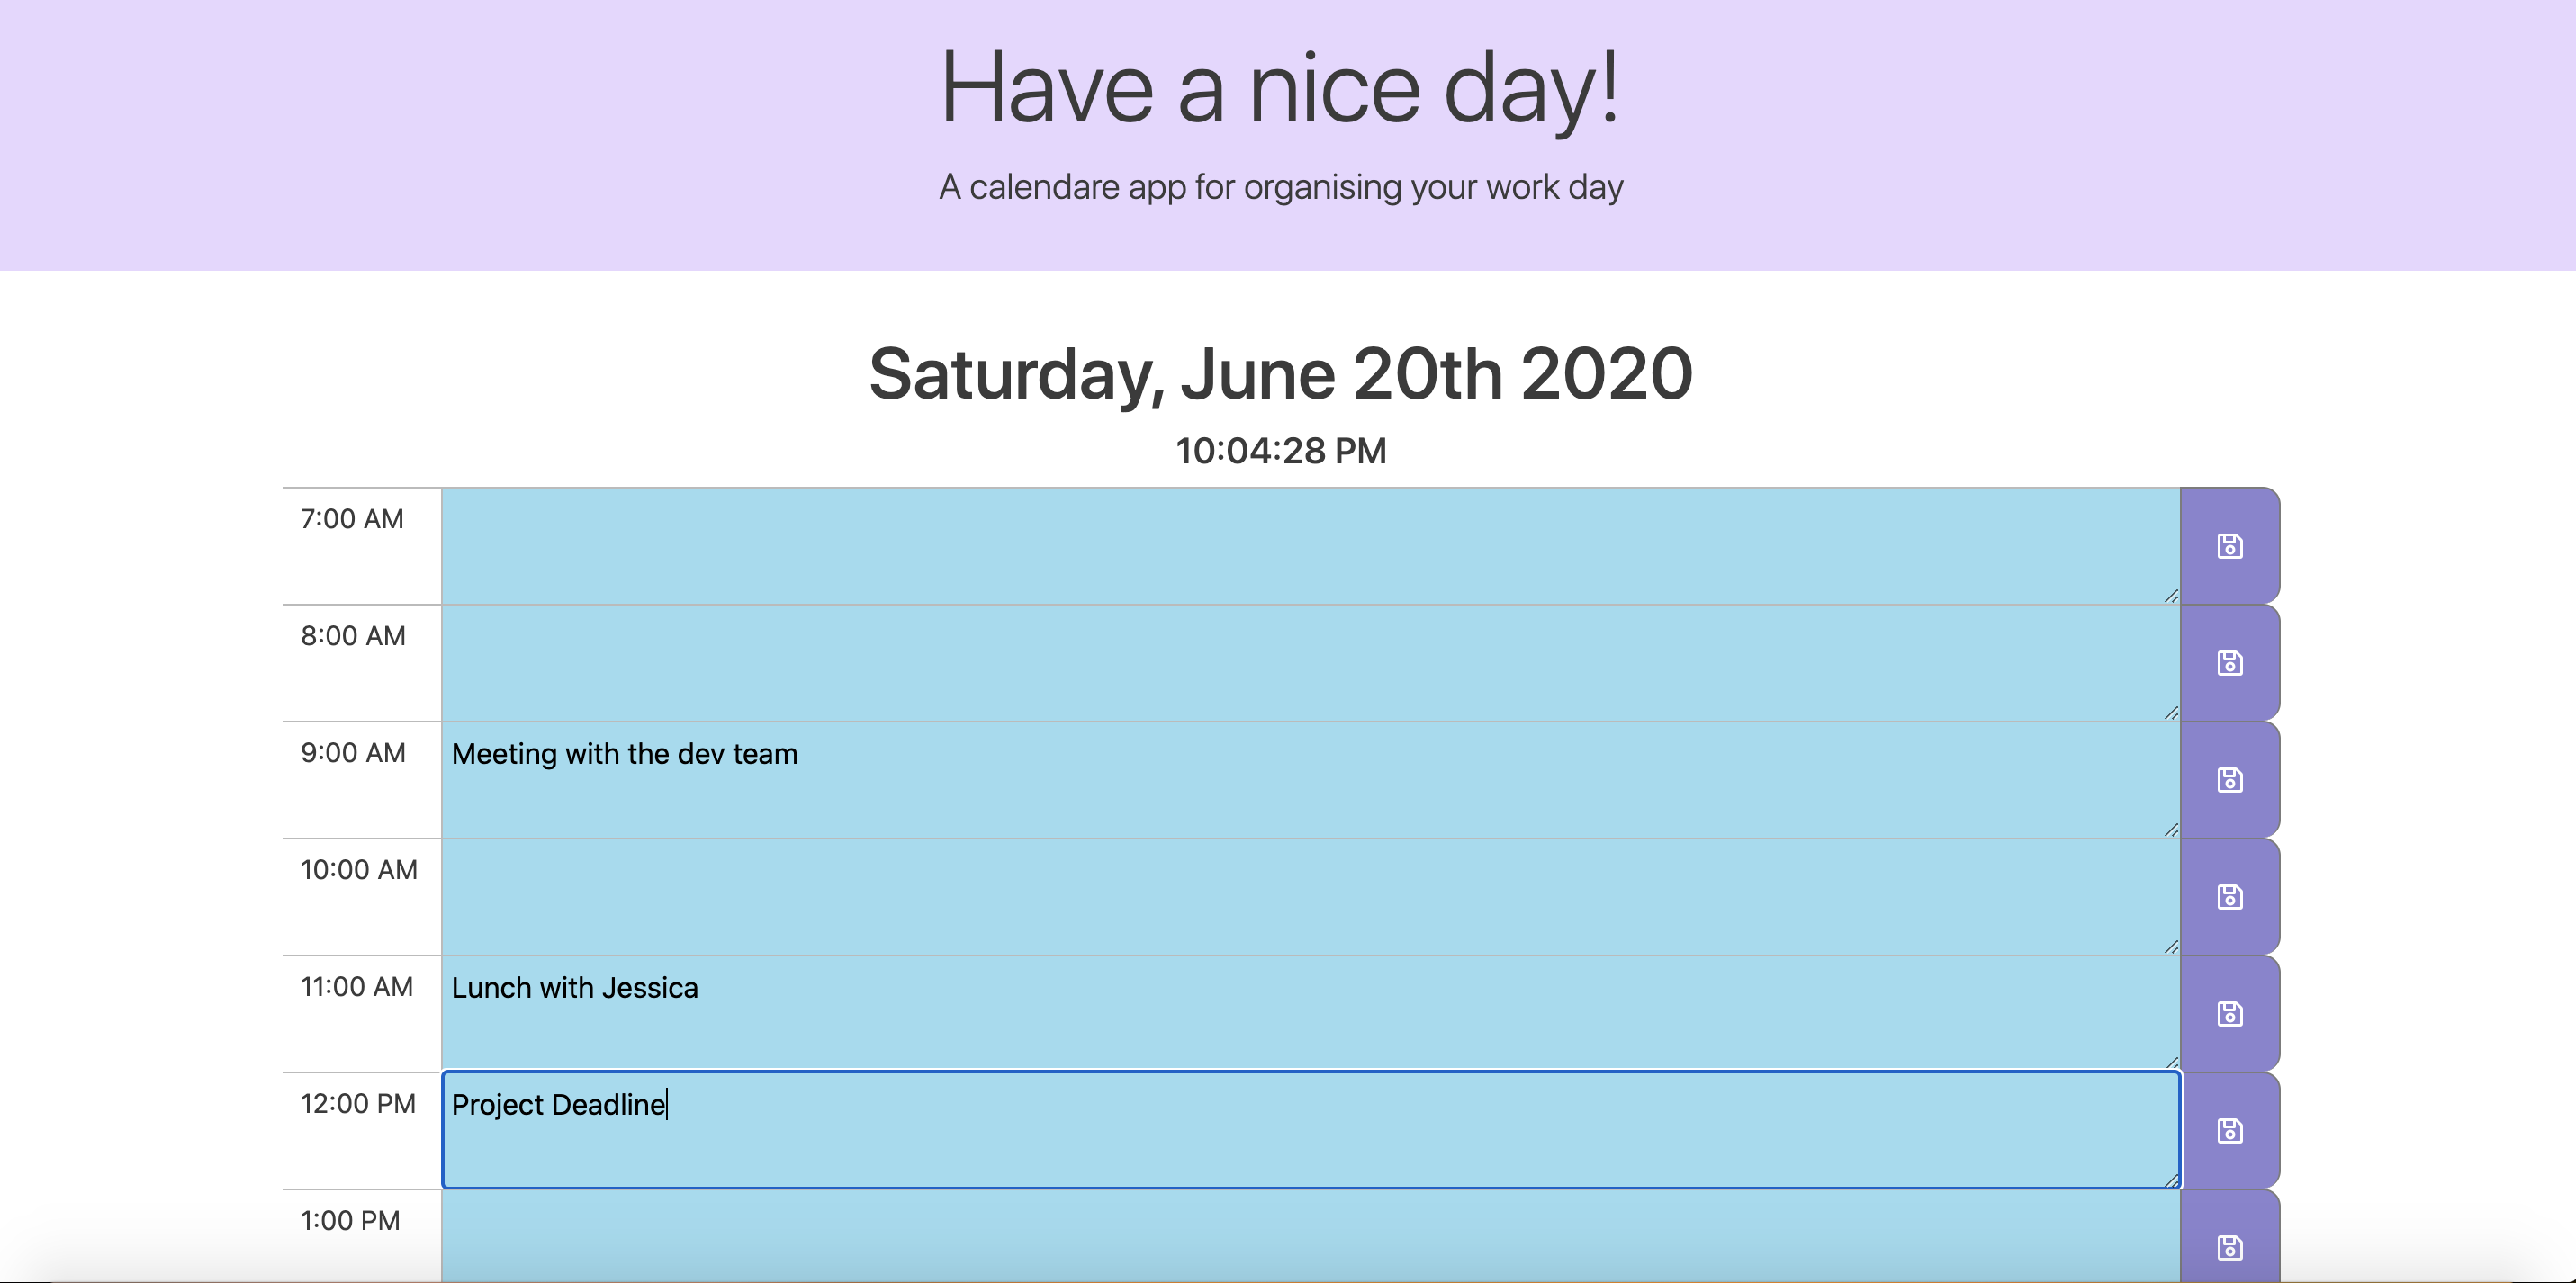 Have a nice day!
A calendare app for organising your work day
Saturday, June 20th 2020
10:04:28 PM
7:00 AM
8:00 AM
9:00 AM Meeting with the dev team
10:00 AM
11:00 AM Lunch with Jessica
12:00 PM Project Deadline
1:00 PM